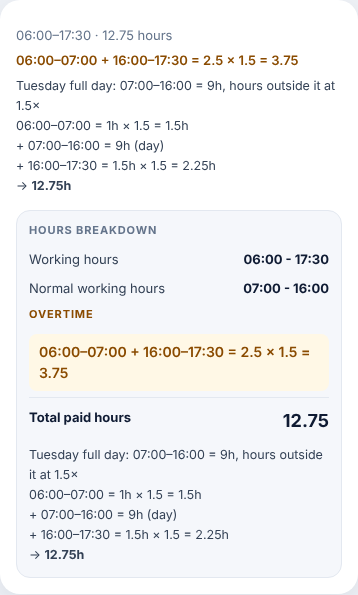 06:00–17:30 · 12.75 hours
06:00–07:00 + 16:00–17:30 = 2.5 × 1.5 = 3.75
Tuesday full day: 07:00–16:00 = 9h, hours outside it at
1.5×
06:00–07:00 = 1h × 1.5 = 1.5h
+ 07:00–16:00 = 9h (day)
+ 16:00–17:30 = 1.5h × 1.5 = 2.25h
→ 12.75h
HOURS BREAKDOWN
Working hours 06:00 - 17:30
Normal working hours 07:00 - 16:00
OVERTIME
06:00–07:00 + 16:00–17:30 = 2.5 × 1.5 =
3.75
Total paid hours 12.75
Tuesday full day: 07:00–16:00 = 9h, hours outside
it at 1.5×
06:00–07:00 = 1h × 1.5 = 1.5h
+ 07:00–16:00 = 9h (day)
+ 16:00–17:30 = 1.5h × 1.5 = 2.25h
→ 12.75h